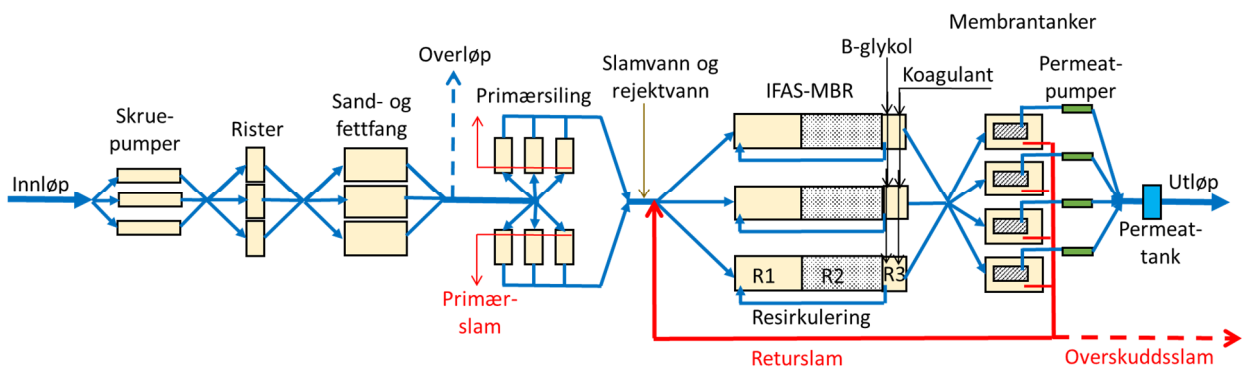 Innløp
Skrue-
pumper
Rister
Sand- og
fettfang
Overløp
Primærsiling
Primær-
slam
Slamvann og
rejektvann
IFAS-MBR
B-glykol
Koagulant
R1
R2
R3
Resirkulering
Membrantanker
Permeat-
pumper
Utløp
Permeat-
tank
Returslam
Overskuddsslam